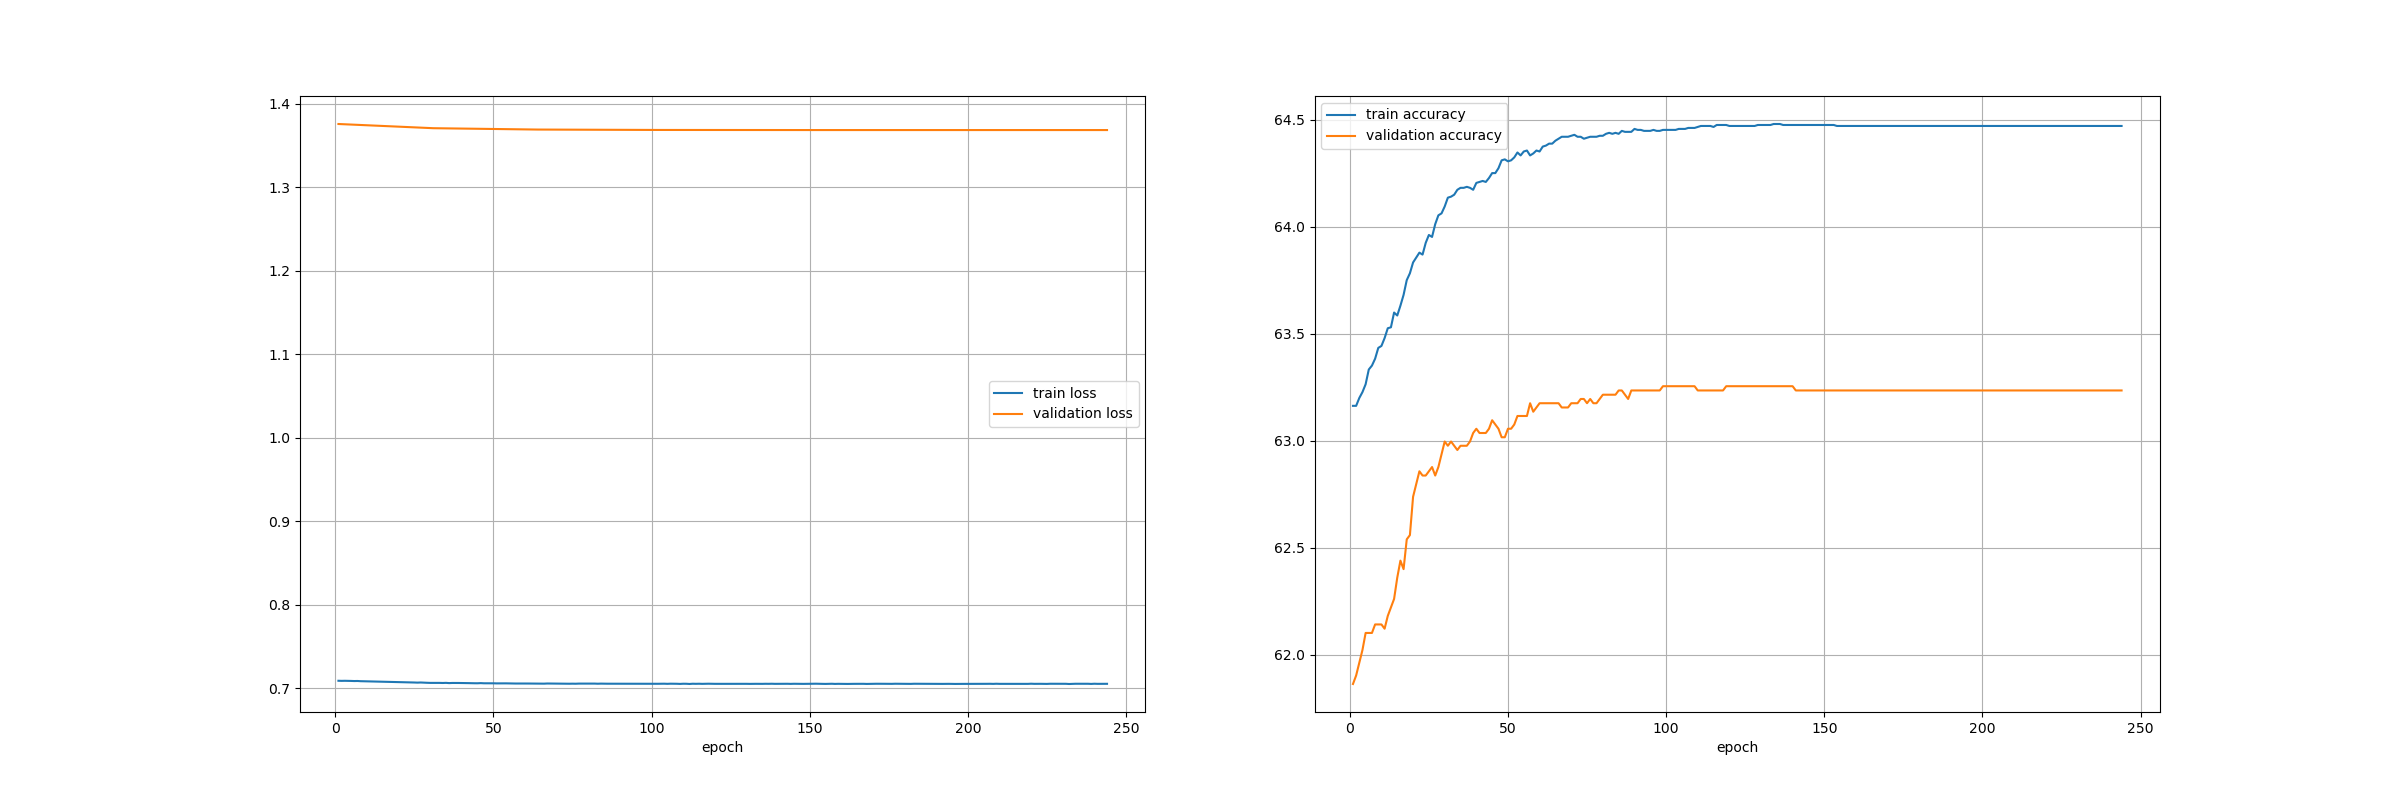 1.4
1.3
1.2
1.1
1.0
0.9
0.8
0.7
0 50 100 150 200 250
epoch
train loss
validation loss
64.5
64.0
63.5
63.0
62.5
62.0
0 50 100 150 200 250
epoch
train accuracy
validation accuracy